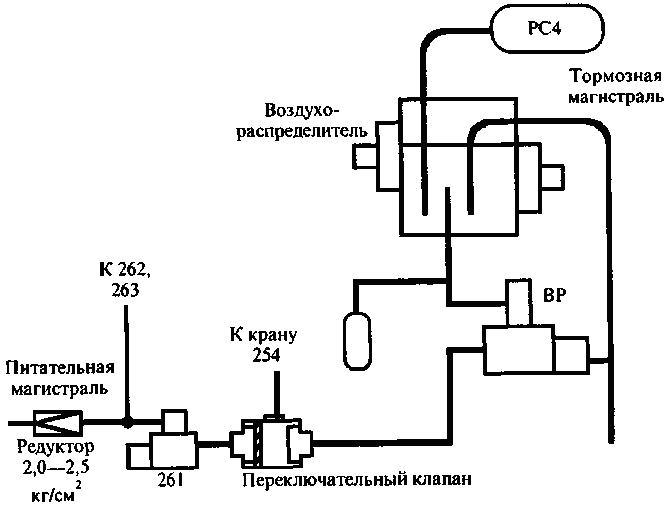 РС4
Тормозная
магистраль
Воздухо-
распределитель
К 262,
263
ВР
К крану
254
Питательная
магистраль
Редуктор
2,0—2,5
кг/см²
261
Переключательный клапан